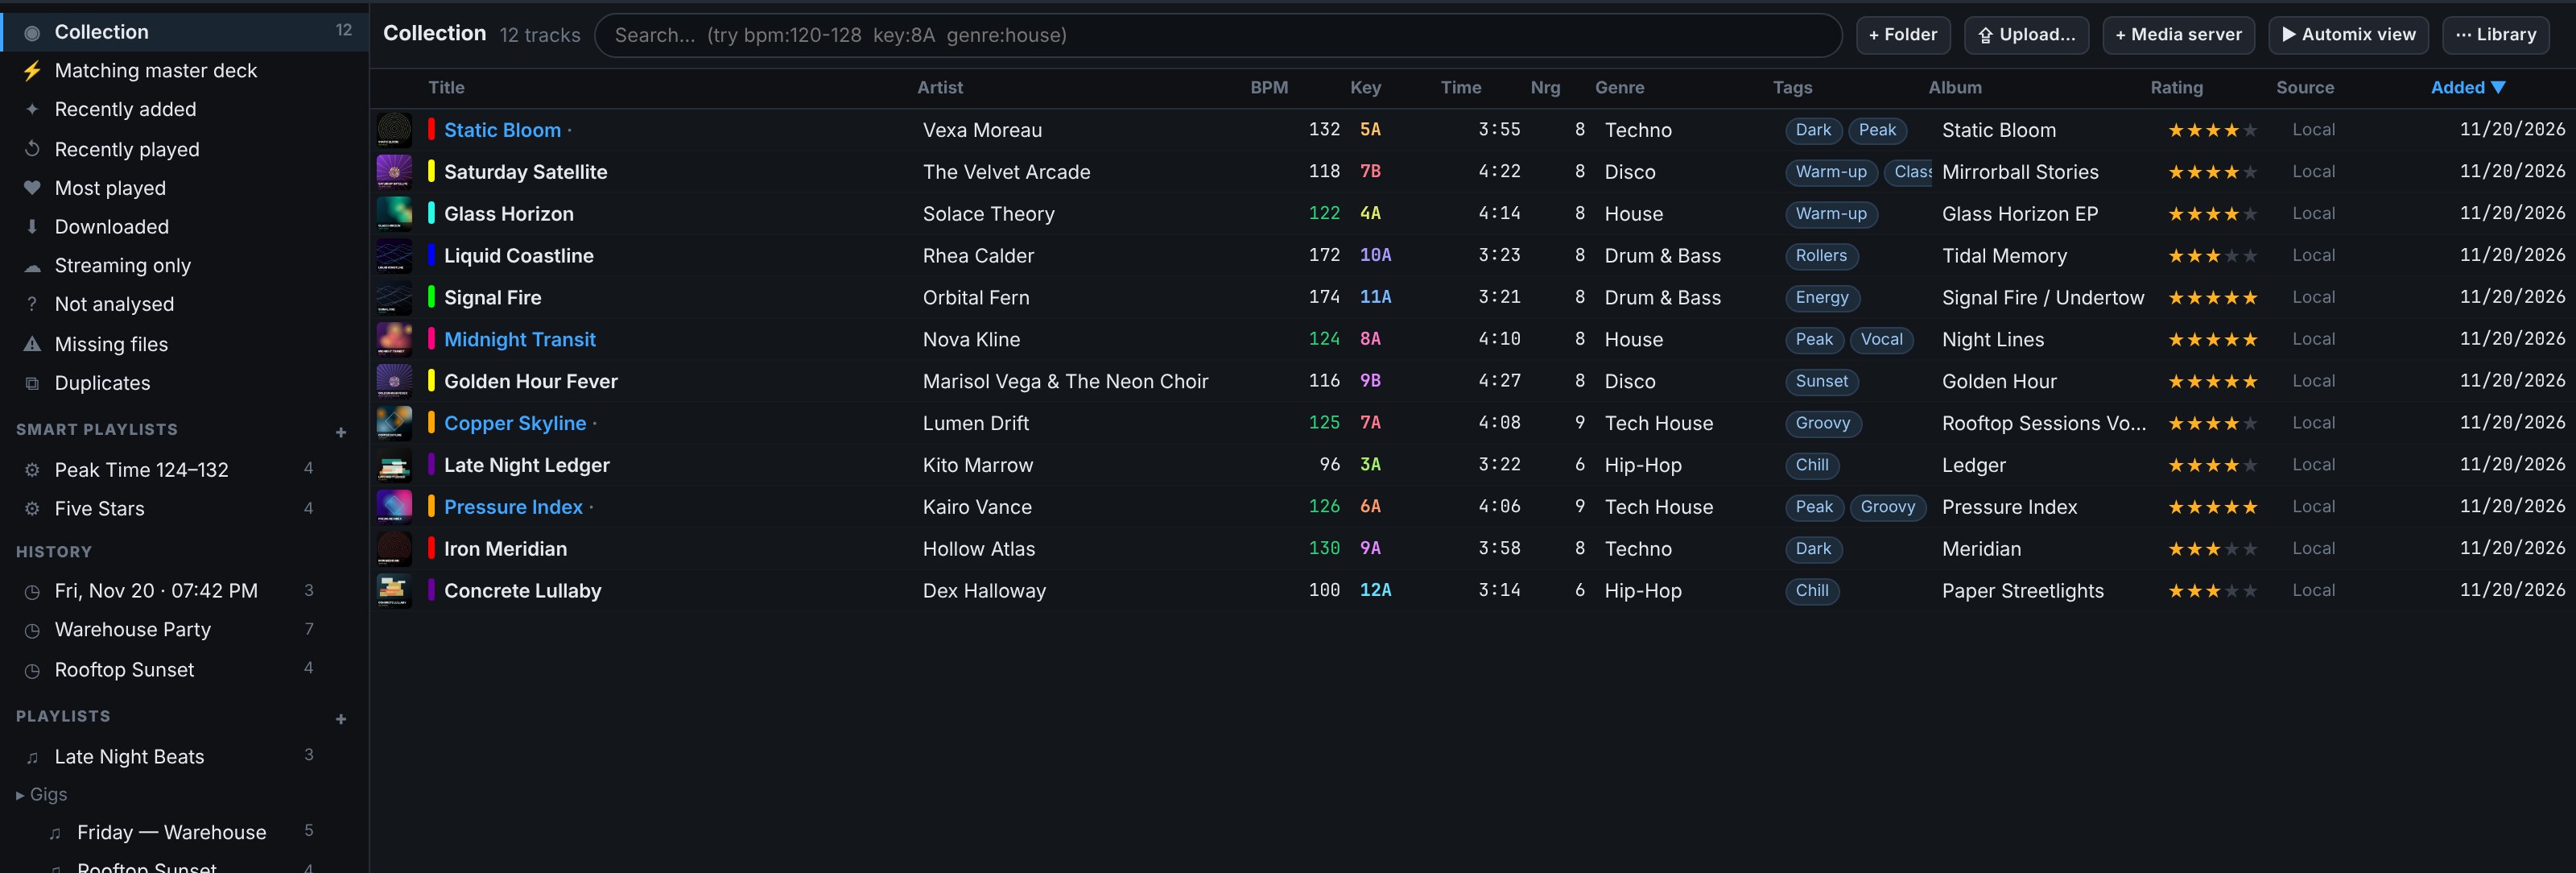 Collection 12
Matching master deck
Recently added
Recently played
Most played
Downloaded
Streaming only
? Not analysed
Missing files
Duplicates
SMART PLAYLISTS +
Peak Time 124–132 4
Five Stars 4
HISTORY
Fri, Nov 20 · 07:42 PM 3
Warehouse Party 7
Rooftop Sunset 4
PLAYLISTS +
Late Night Beats 3
▸ Gigs
Friday — Warehouse 5
Rooftop Sunset 4
Collection 12 tracks Search... (try bpm:120-128 key:8A genre:house) + Folder Upload... + Media server ▶ Automix view ··· Library
Title Artist BPM Key Time Nrg Genre Tags Album Rating Source Added ▼
Static Bloom · Vexa Moreau 132 5A 3:55 8 Techno Dark Peak Static Bloom ★★★★★ Local 11/20/2026
Saturday Satellite The Velvet Arcade 118 7B 4:22 8 Disco Warm-up Class Mirrorball Stories ★★★★★ Local 11/20/2026
Glass Horizon Solace Theory 122 4A 4:14 8 House Warm-up Glass Horizon EP ★★★★★ Local 11/20/2026
Liquid Coastline Rhea Calder 172 10A 3:23 8 Drum & Bass Rollers Tidal Memory ★★★★★ Local 11/20/2026
Signal Fire Orbital Fern 174 11A 3:21 8 Drum & Bass Energy Signal Fire / Undertow ★★★★★ Local 11/20/2026
Midnight Transit Nova Kline 124 8A 4:10 8 House Peak Vocal Night Lines ★★★★★ Local 11/20/2026
Golden Hour Fever Marisol Vega & The Neon Choir 116 9B 4:27 8 Disco Sunset Golden Hour ★★★★★ Local 11/20/2026
Copper Skyline · Lumen Drift 125 7A 4:08 9 Tech House Groovy Rooftop Sessions Vo... ★★★★★ Local 11/20/2026
Late Night Ledger Kito Marrow 96 3A 3:22 6 Hip-Hop Chill Ledger ★★★★★ Local 11/20/2026
Pressure Index · Kairo Vance 126 6A 4:06 9 Tech House Peak Groovy Pressure Index ★★★★★ Local 11/20/2026
Iron Meridian Hollow Atlas 130 9A 3:58 8 Techno Dark Meridian ★★★★★ Local 11/20/2026
Concrete Lullaby Dex Halloway 100 12A 3:14 6 Hip-Hop Chill Paper Streetlights ★★★★★ Local 11/20/2026